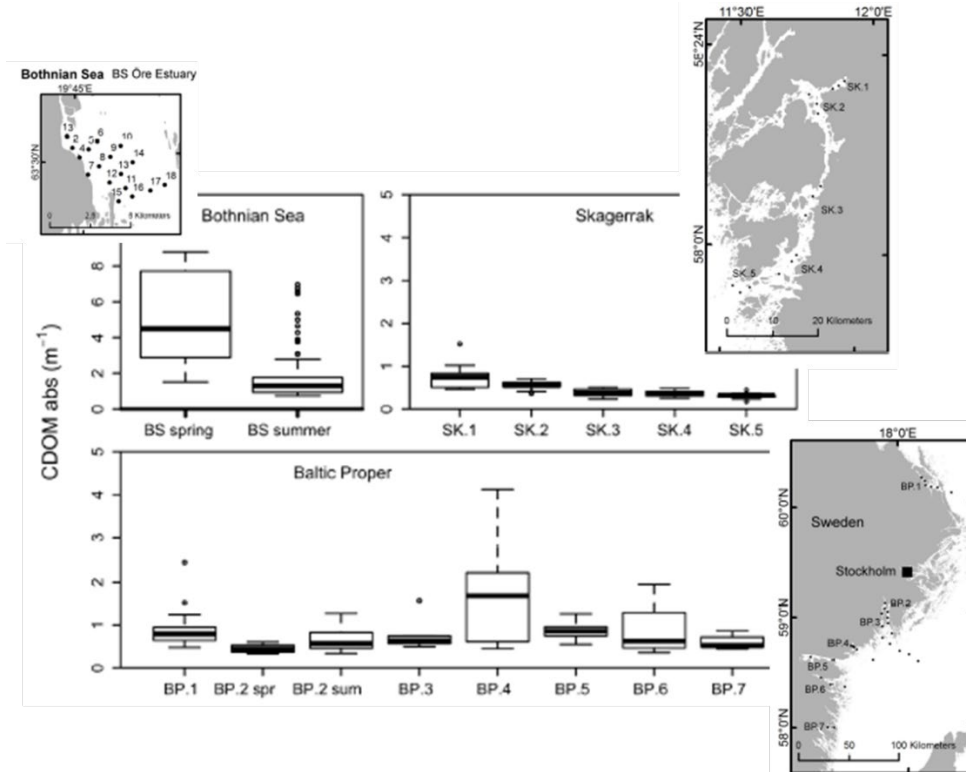 Bothnian Sea BS Öre Estuary
19°45'E
63°30'N
13
2
4
5
6
7
8
9
10
12
13
14
11
15
16
17
18
0 2,5 5 Kilometers
11°30'E 12°0'E
58°24'N
58°0'N
SK.1
SK.2
SK.3
SK.4
SK.5
0 10 20 Kilometers
CDOM abs (m⁻¹)
Bothnian Sea
8
6
4
2
0
BS spring BS summer
Skagerrak
5
4
3
2
1
0
SK.1 SK.2 SK.3 SK.4 SK.5
Baltic Proper
5
4
3
2
1
0
BP.1 BP.2 spr BP.2 sum BP.3 BP.4 BP.5 BP.6 BP.7
18°0'E
60°0'N
59°0'N
58°0'N
BP.1
Sweden
Stockholm
BP.2
BP.3
BP.4
BP.5
BP.6
BP.7
0 50 100 Kilometers